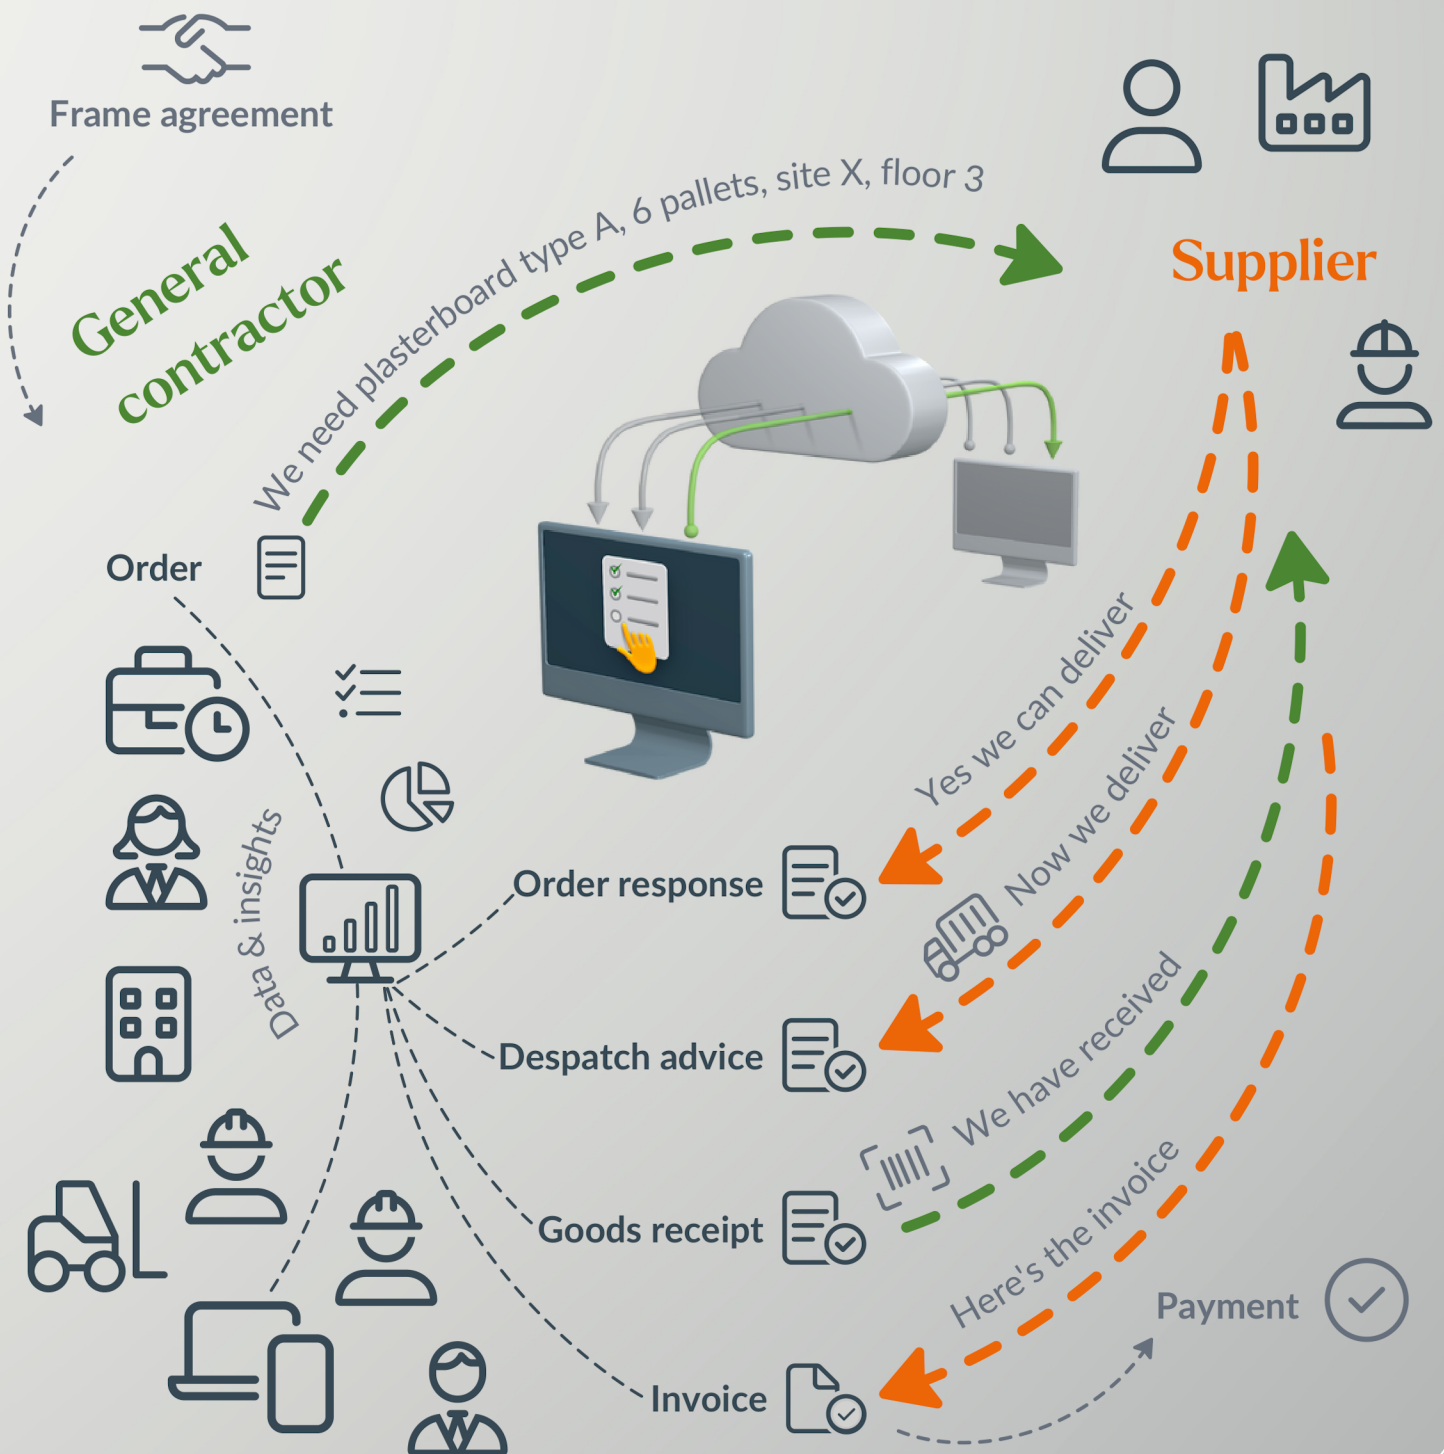 Frame agreement
General
contractor
We need plasterboard type A, 6 pallets, site X, floor 3
Supplier
Order
Yes we can deliver
Now we deliver
Data & insights
Order response
Despatch advice
We have received
Goods receipt
Here's the invoice
Payment
Invoice